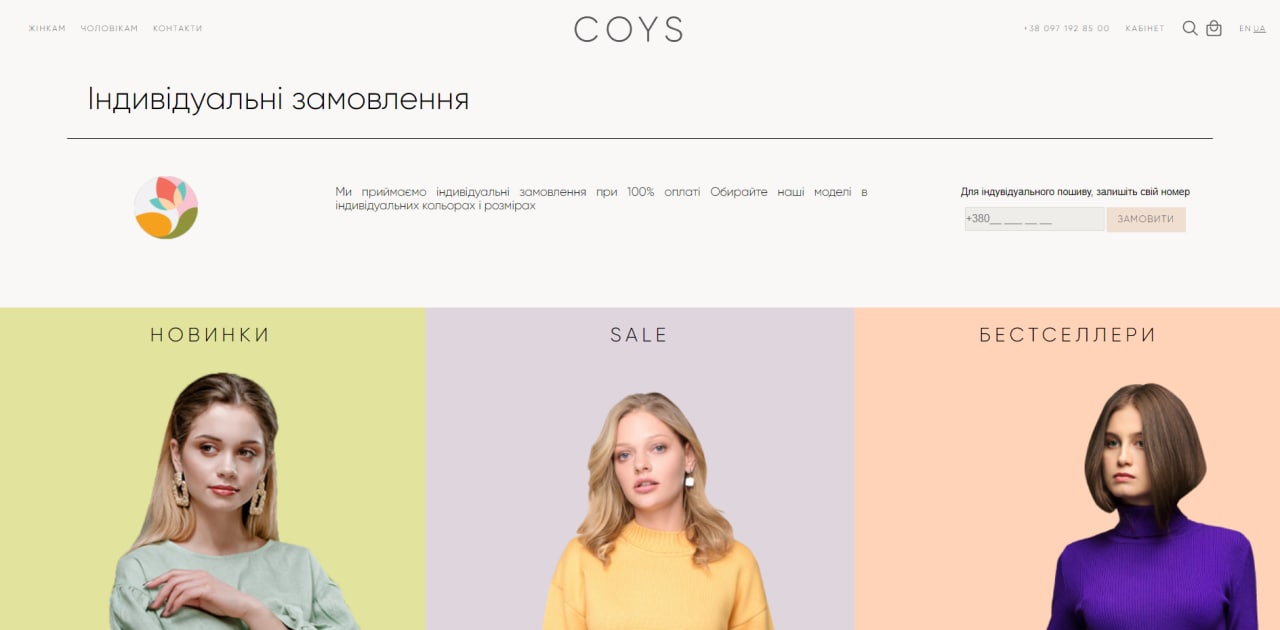 ЖІНКАМ ЧОЛОВІКАМ КОНТАКТИ
COYS
+38 097 192 85 00 КАБІНЕТ EN UA
Індивідуальні замовлення
Ми приймаємо індивідуальні замовлення при 100% оплаті Обирайте наші моделі в
індивідуальних кольорах і розмірах
Для індувідуального пошиву, залишіть свій номер
+380__ ___ __ __ ЗАМОВИТИ
НОВИНКИ
SALE
БЕСТСЕЛЛЕРИ